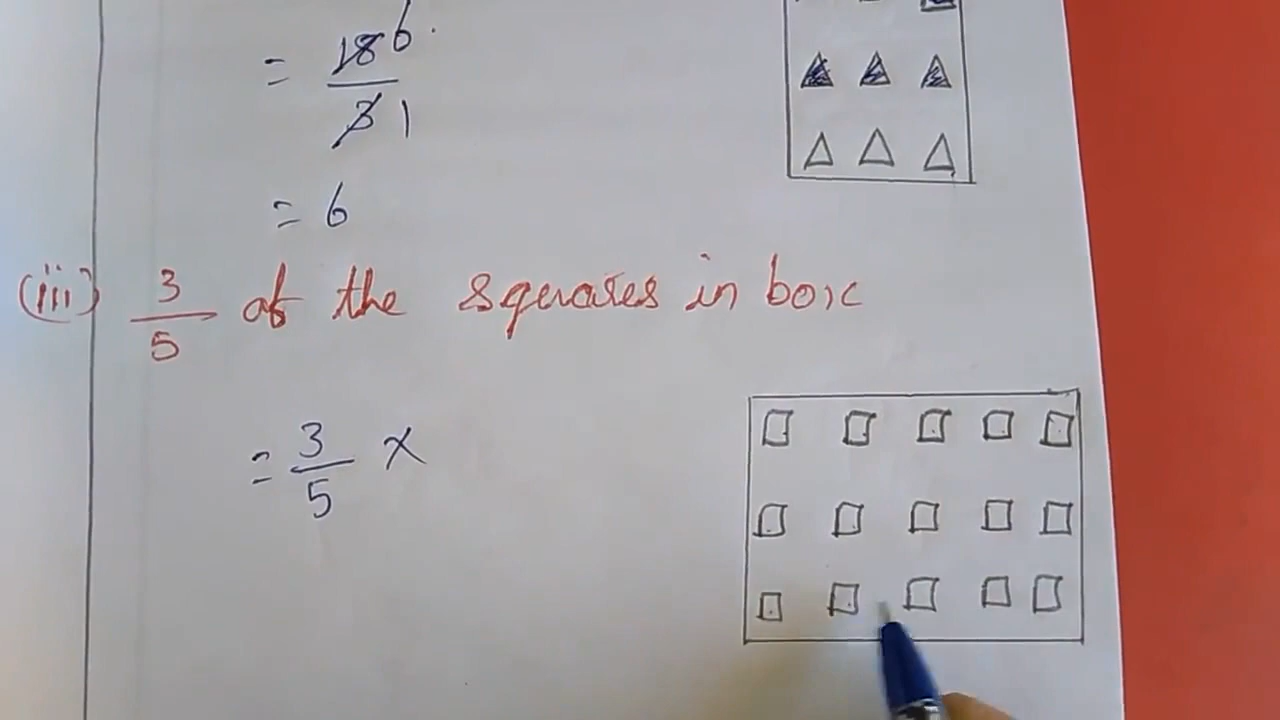 = 18 6
3 1
= 6
(iii) 3/5 of the squares in box
= 3/5 ×